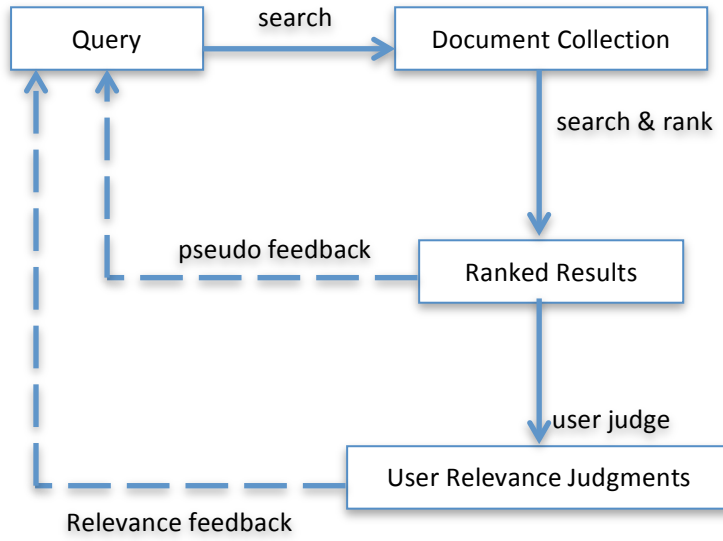 search
Query
Document Collection
search & rank
pseudo feedback
Ranked Results
user judge
User Relevance Judgments
Relevance feedback